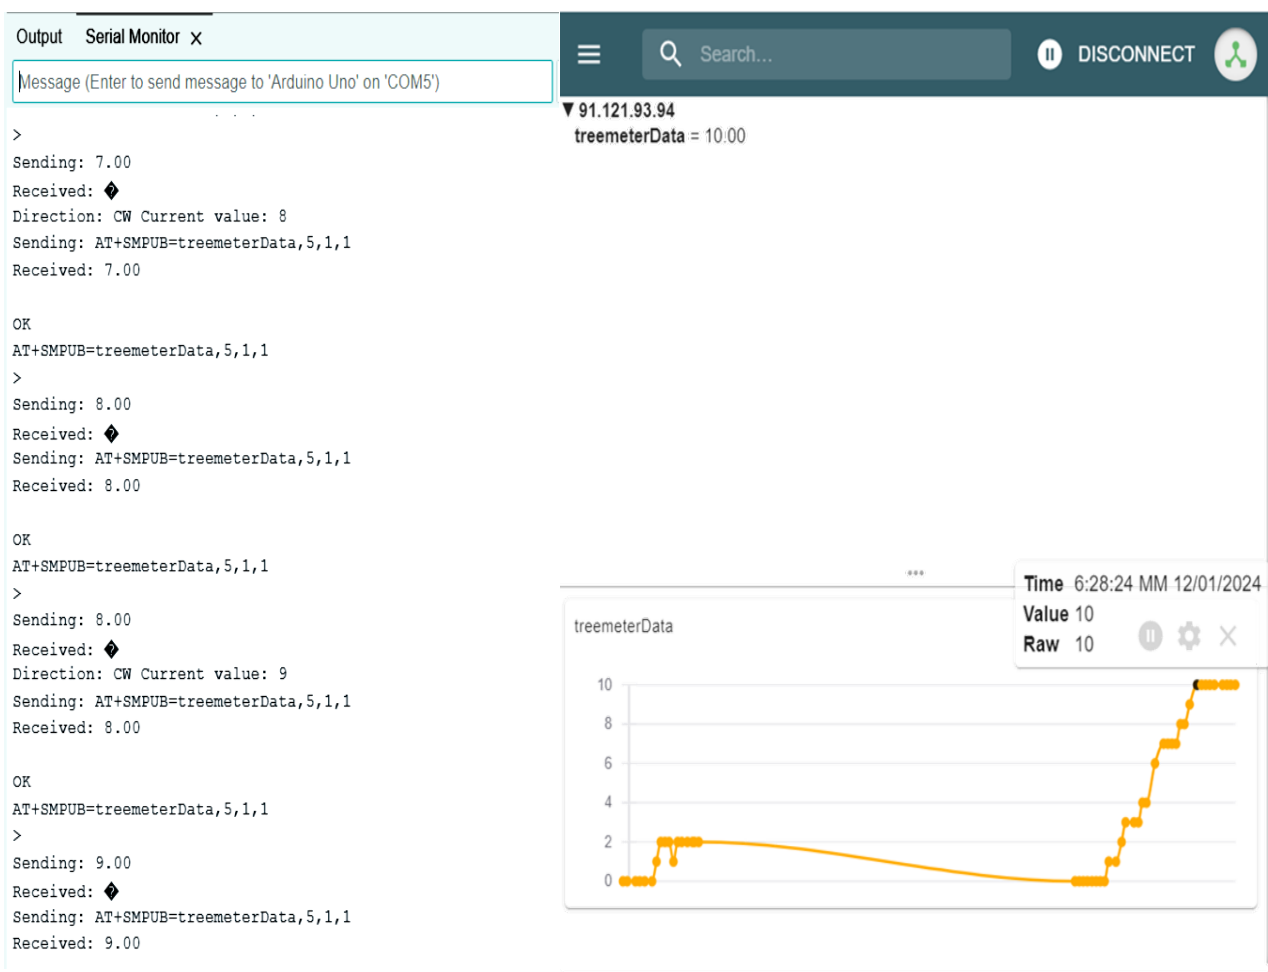 Output Serial Monitor x
Message (Enter to send message to 'Arduino Uno' on 'COM5')
>
Sending: 7.00
Received: �
Direction: CW Current value: 8
Sending: AT+SMPUB=treemeterData,5,1,1
Received: 7.00
OK
AT+SMPUB=treemeterData,5,1,1
>
Sending: 8.00
Received: �
Sending: AT+SMPUB=treemeterData,5,1,1
Received: 8.00
OK
AT+SMPUB=treemeterData,5,1,1
>
Sending: 8.00
Received: �
Direction: CW Current value: 9
Sending: AT+SMPUB=treemeterData,5,1,1
Received: 8.00
OK
AT+SMPUB=treemeterData,5,1,1
>
Sending: 9.00
Received: �
Sending: AT+SMPUB=treemeterData,5,1,1
Received: 9.00
Search... DISCONNECT
▼ 91.121.93.94
treemeterData = 10.00
Time 6:28:24 MM 12/01/2024
Value 10
Raw 10
treemeterData
10
8
6
4
2
0